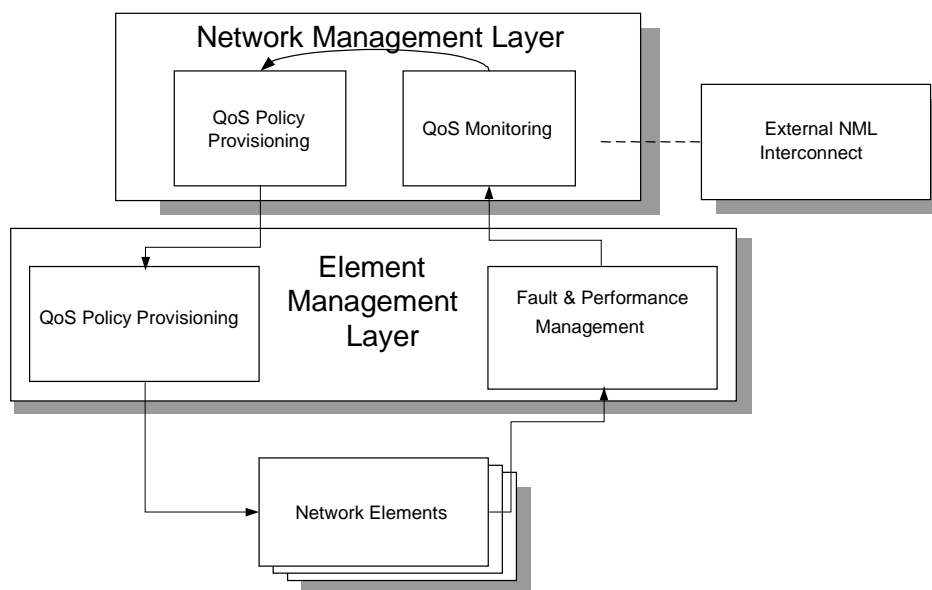 Network Management Layer
QoS Policy
Provisioning
QoS Monitoring
External NML
Interconnect
Element
Management
Layer
QoS Policy Provisioning
Fault & Performance
Management
Network Elements